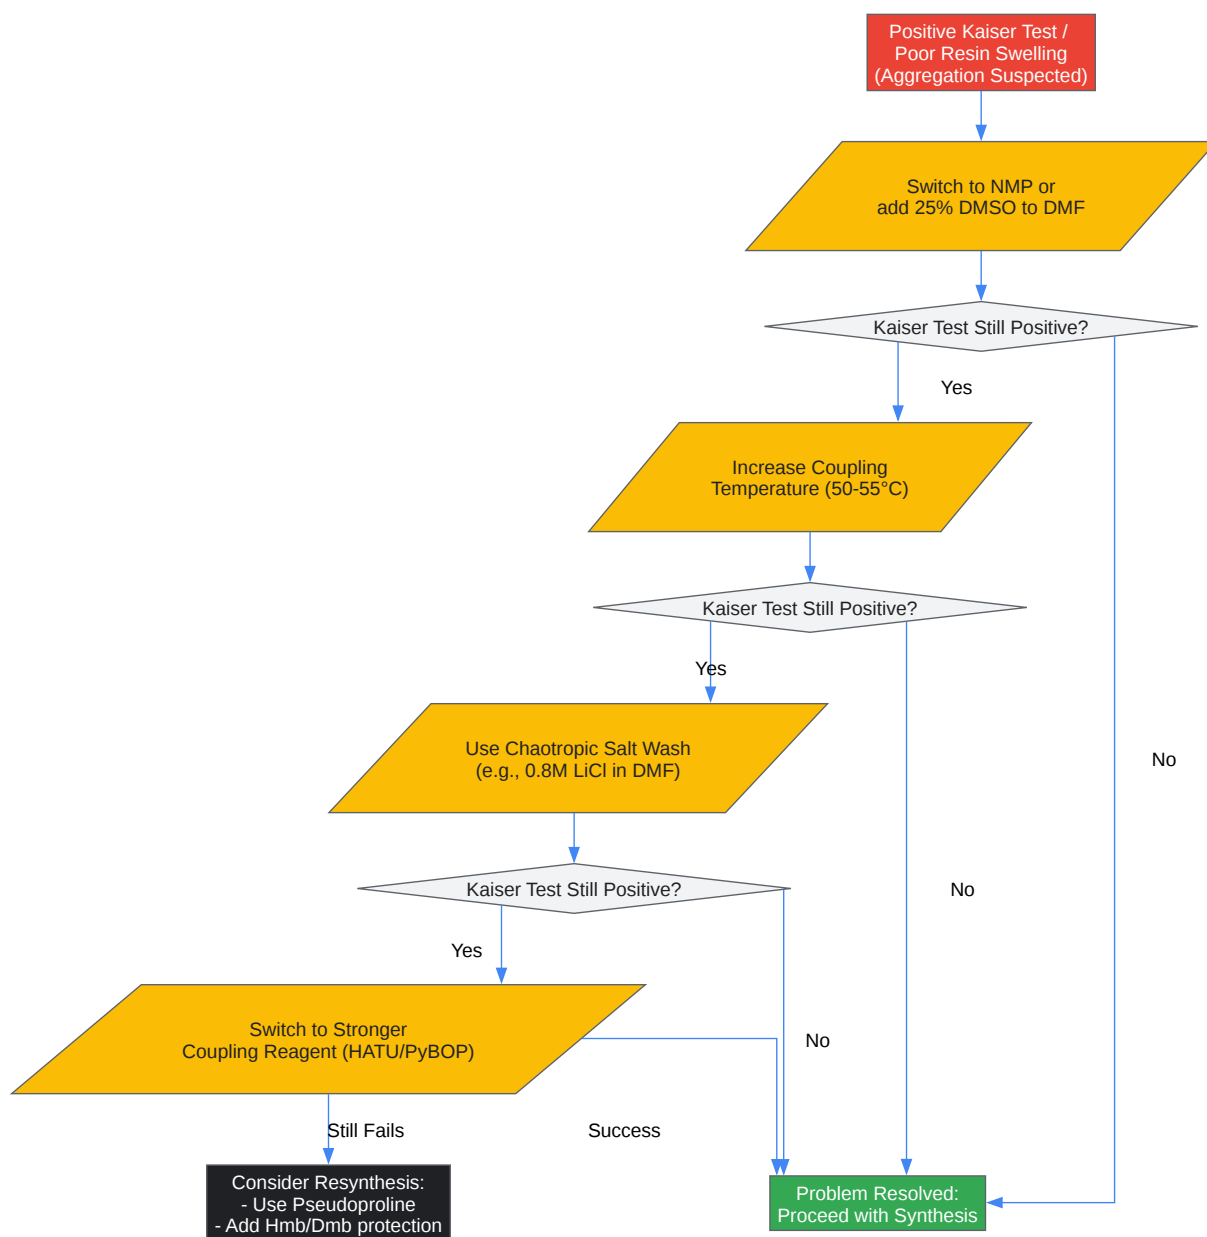 Positive Kaiser Test /
Poor Resin Swelling
(Aggregation Suspected)
Switch to NMP or
add 25% DMSO to DMF
Kaiser Test Still Positive?
Yes
Increase Coupling
Temperature (50-55°C)
Kaiser Test Still Positive?
Yes
Use Chaotropic Salt Wash
(e.g., 0.8M LiCl in DMF)
No
Kaiser Test Still Positive?
No
Yes
Switch to Stronger
Coupling Reagent (HATU/PyBOP)
No
Still Fails
Success
Consider Resynthesis:
- Use Pseudoproline
- Add Hmb/Dmb protection
Problem Resolved:
Proceed with Synthesis